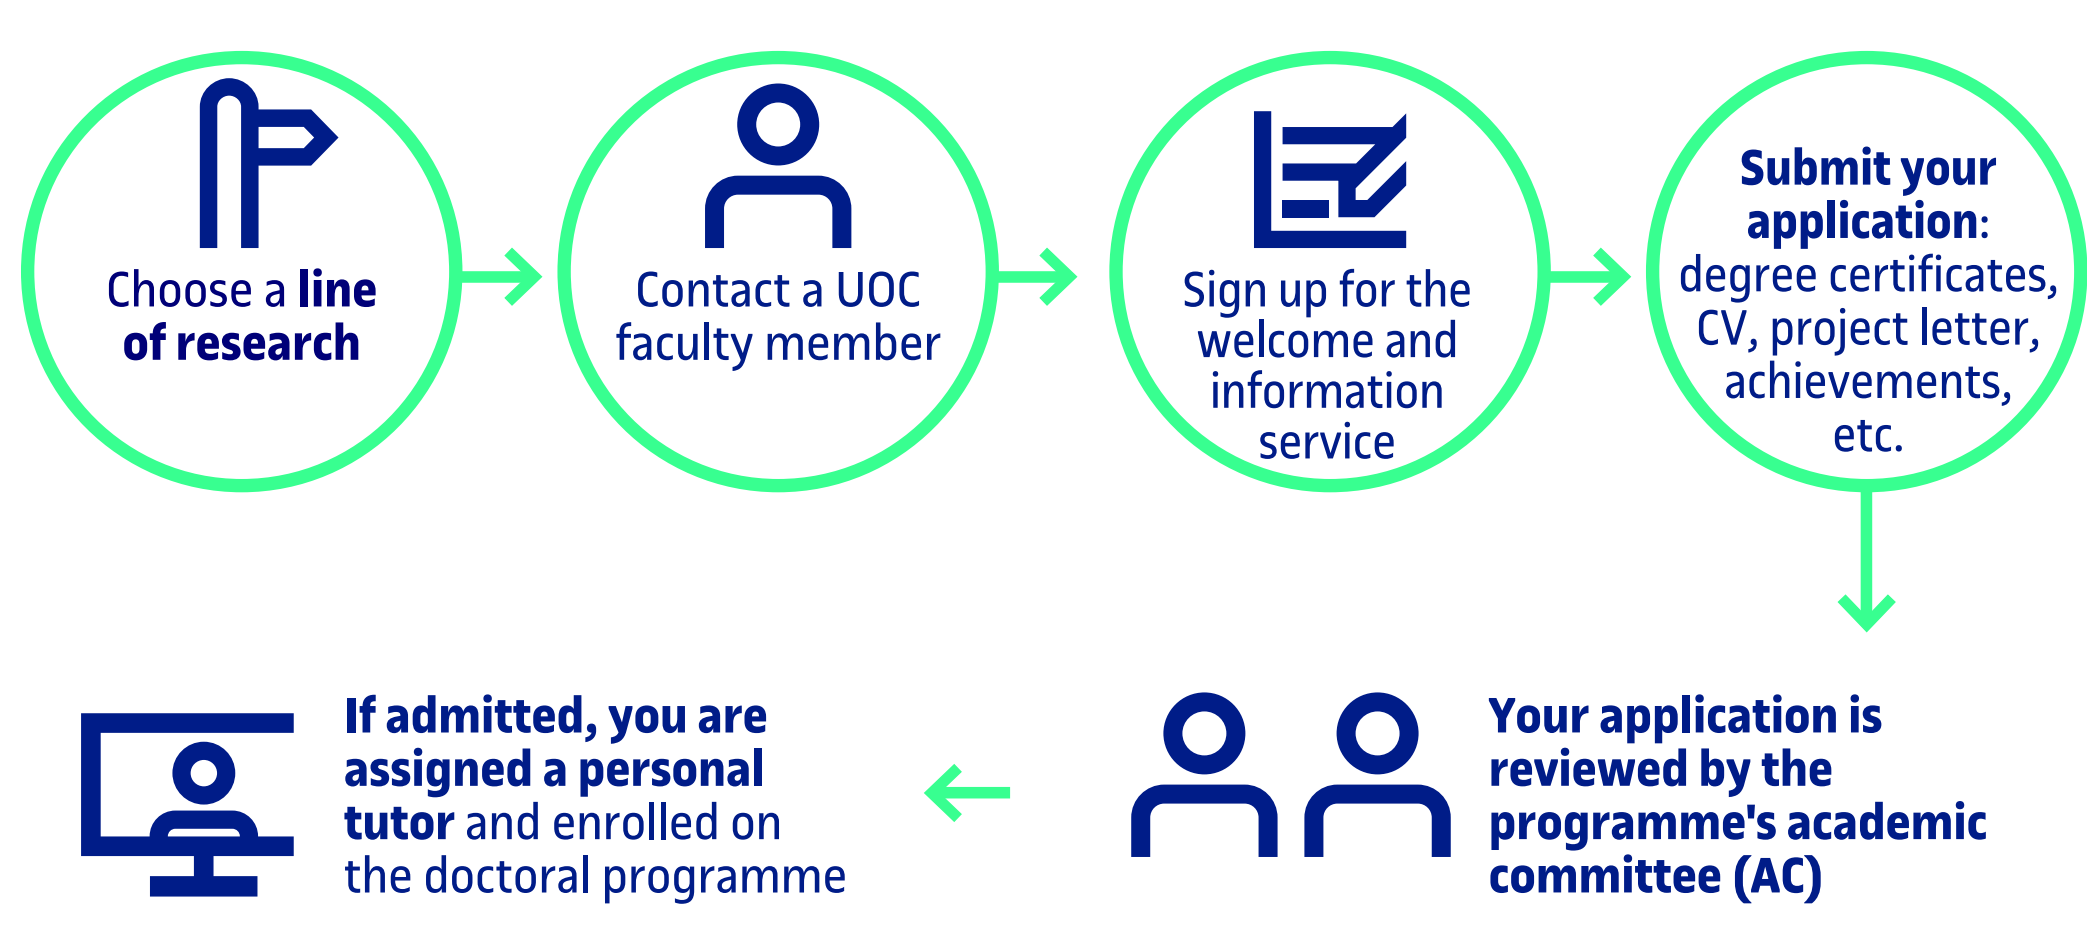 Choose a line
of research
Contact a UOC
faculty member
Sign up for the
welcome and
information
service
Submit your
application:
degree certificates,
CV, project letter,
achievements,
etc.
Your application is
reviewed by the
programme's academic
committee (AC)
If admitted, you are
assigned a personal
tutor and enrolled on
the doctoral programme